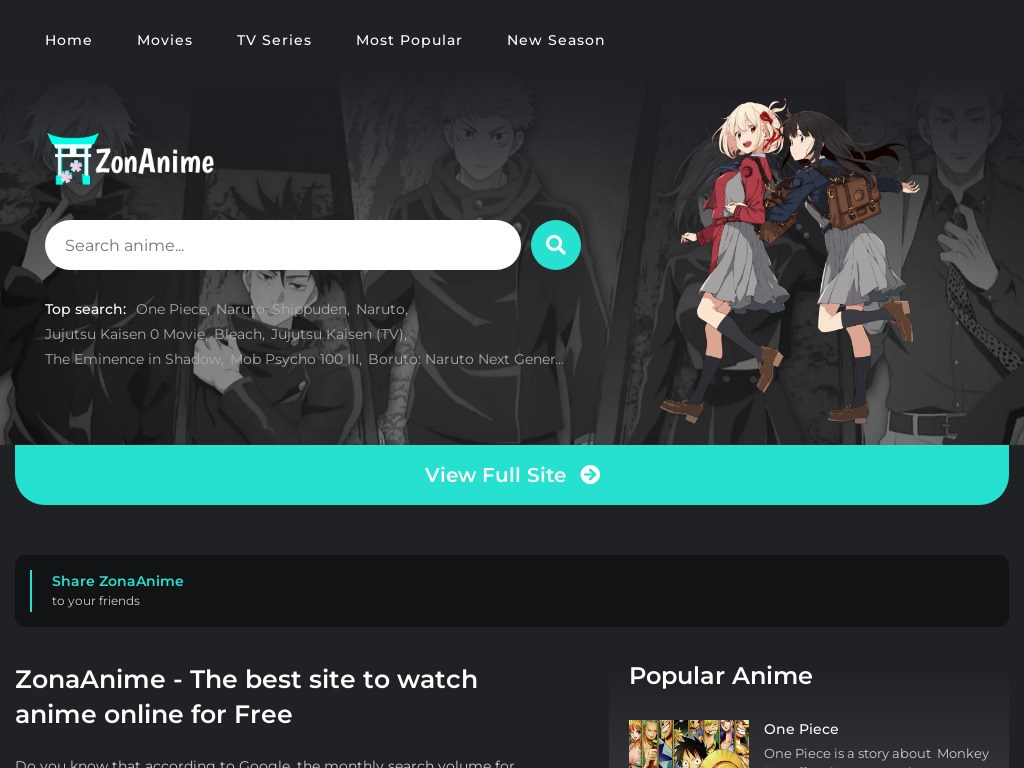 Home Movies TV Series Most Popular New Season
ZonAnime
Search anime...
Top search: One Piece, Naruto: Shippuden, Naruto,
Jujutsu Kaisen 0 Movie, Bleach, Jujutsu Kaisen (TV),
The Eminence in Shadow, Mob Psycho 100 III, Boruto: Naruto Next Gener...
View Full Site
Share ZonaAnime
to your friends
ZonaAnime - The best site to watch
anime online for Free
Do you know that according to Google, the monthly search volume for
Popular Anime
One Piece
One Piece is a story about Monkey